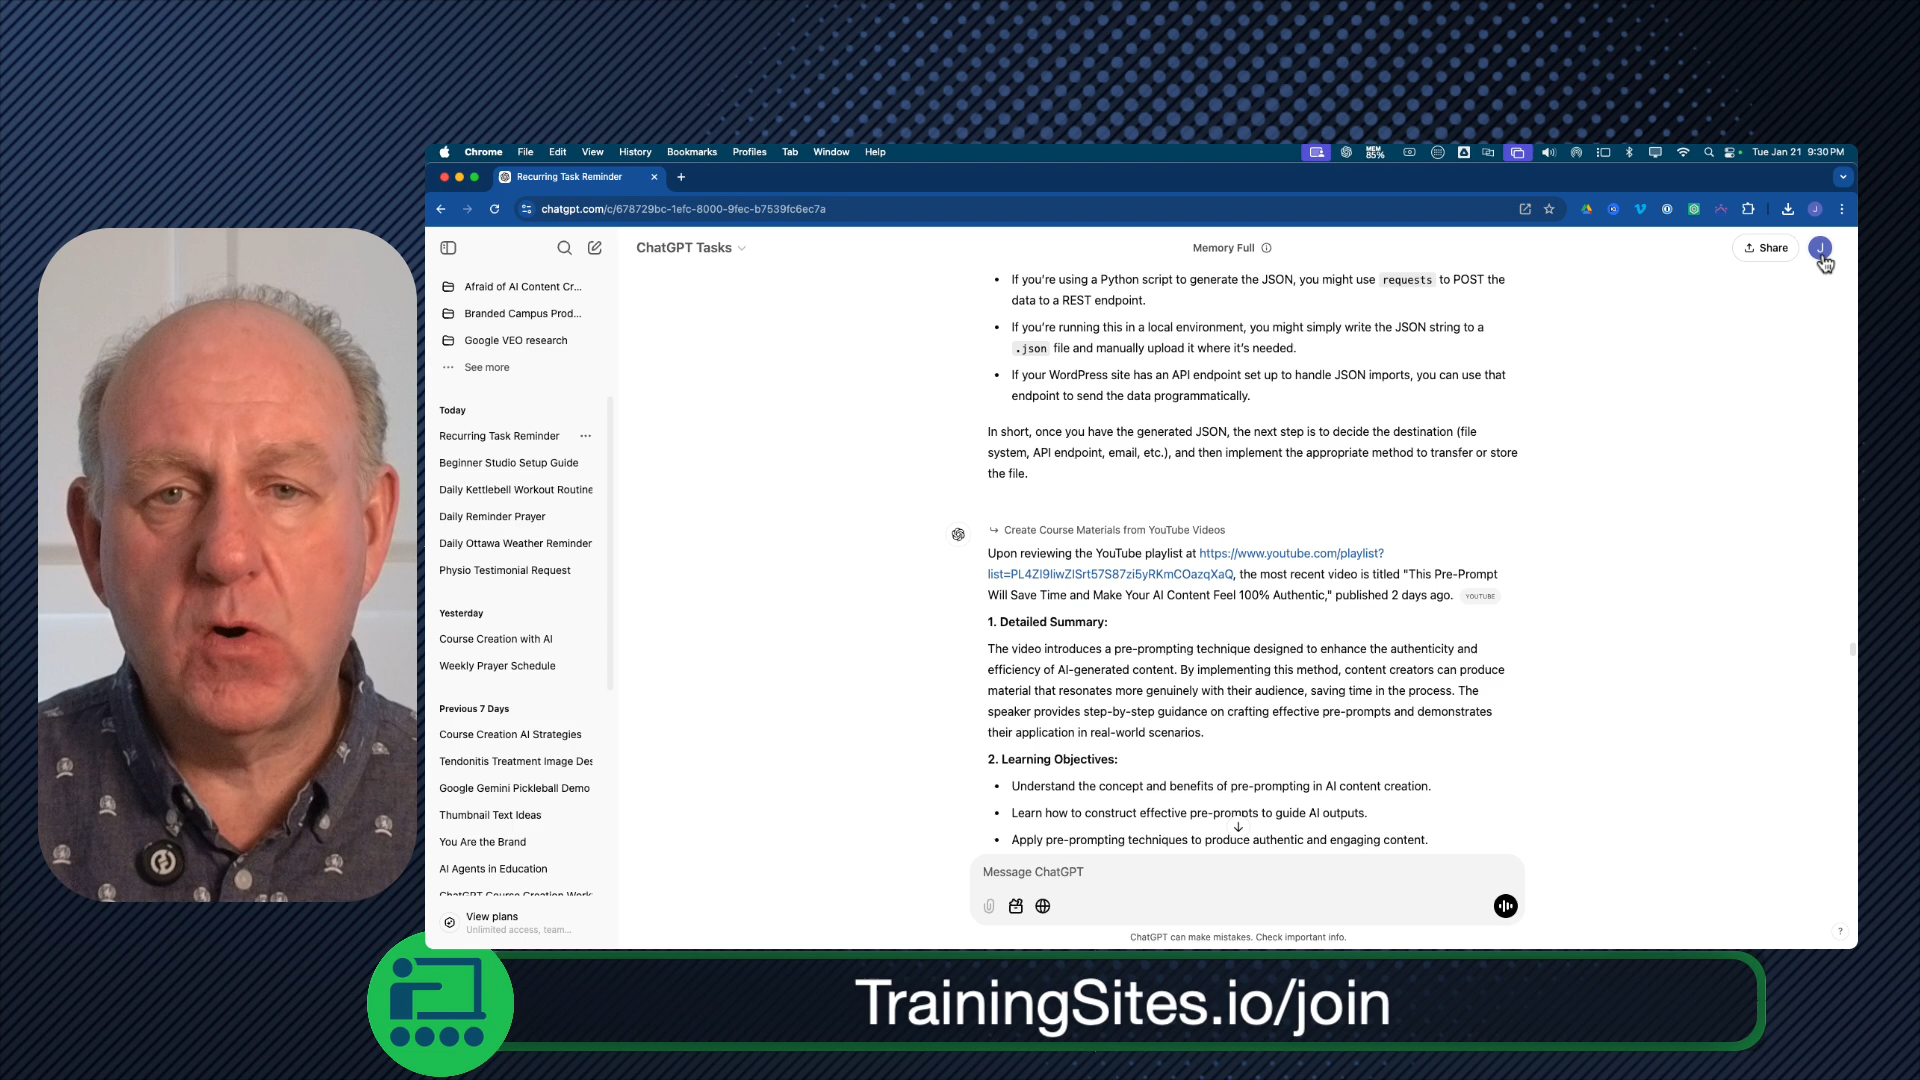 Chrome File Edit View History Bookmarks Profiles Tab Window Help
MEM
85%
Tue Jan 21 9:30 PM
Recurring Task Reminder
chatgpt.com/c/678729bc-1efc-8000-9fec-b7539fc6ec7a
J
ChatGPT Tasks
Memory Full
Share
J
Afraid of AI Content Cr...
Branded Campus Prod...
Google VEO research
See more
Today
Recurring Task Reminder
Beginner Studio Setup Guide
Daily Kettlebell Workout Routine
Daily Reminder Prayer
Daily Ottawa Weather Reminder
Physio Testimonial Request
Yesterday
Course Creation with AI
Weekly Prayer Schedule
Previous 7 Days
Course Creation AI Strategies
Tendonitis Treatment Image Des
Google Gemini Pickleball Demo
Thumbnail Text Ideas
You Are the Brand
AI Agents in Education
ChatGPT Course Creation Work
View plans
Unlimited access, team...
• If you're using a Python script to generate the JSON, you might use requests to POST the
data to a REST endpoint.
• If you're running this in a local environment, you might simply write the JSON string to a
.json file and manually upload it where it's needed.
• If your WordPress site has an API endpoint set up to handle JSON imports, you can use that
endpoint to send the data programmatically.
In short, once you have the generated JSON, the next step is to decide the destination (file
system, API endpoint, email, etc.), and then implement the appropriate method to transfer or store
the file.
Create Course Materials from YouTube Videos
Upon reviewing the YouTube playlist at https://www.youtube.com/playlist?
list=PL4ZI9IiwZlSrt57S87zi5yRKmCOazqXaQ, the most recent video is titled "This Pre-Prompt
Will Save Time and Make Your AI Content Feel 100% Authentic," published 2 days ago. YOUTUBE
1. Detailed Summary:
The video introduces a pre-prompting technique designed to enhance the authenticity and
efficiency of AI-generated content. By implementing this method, content creators can produce
material that resonates more genuinely with their audience, saving time in the process. The
speaker provides step-by-step guidance on crafting effective pre-prompts and demonstrates
their application in real-world scenarios.
2. Learning Objectives:
• Understand the concept and benefits of pre-prompting in AI content creation.
• Learn how to construct effective pre-prompts to guide AI outputs.
• Apply pre-prompting techniques to produce authentic and engaging content.
Message ChatGPT
ChatGPT can make mistakes. Check important info.
?
TrainingSites.io/join